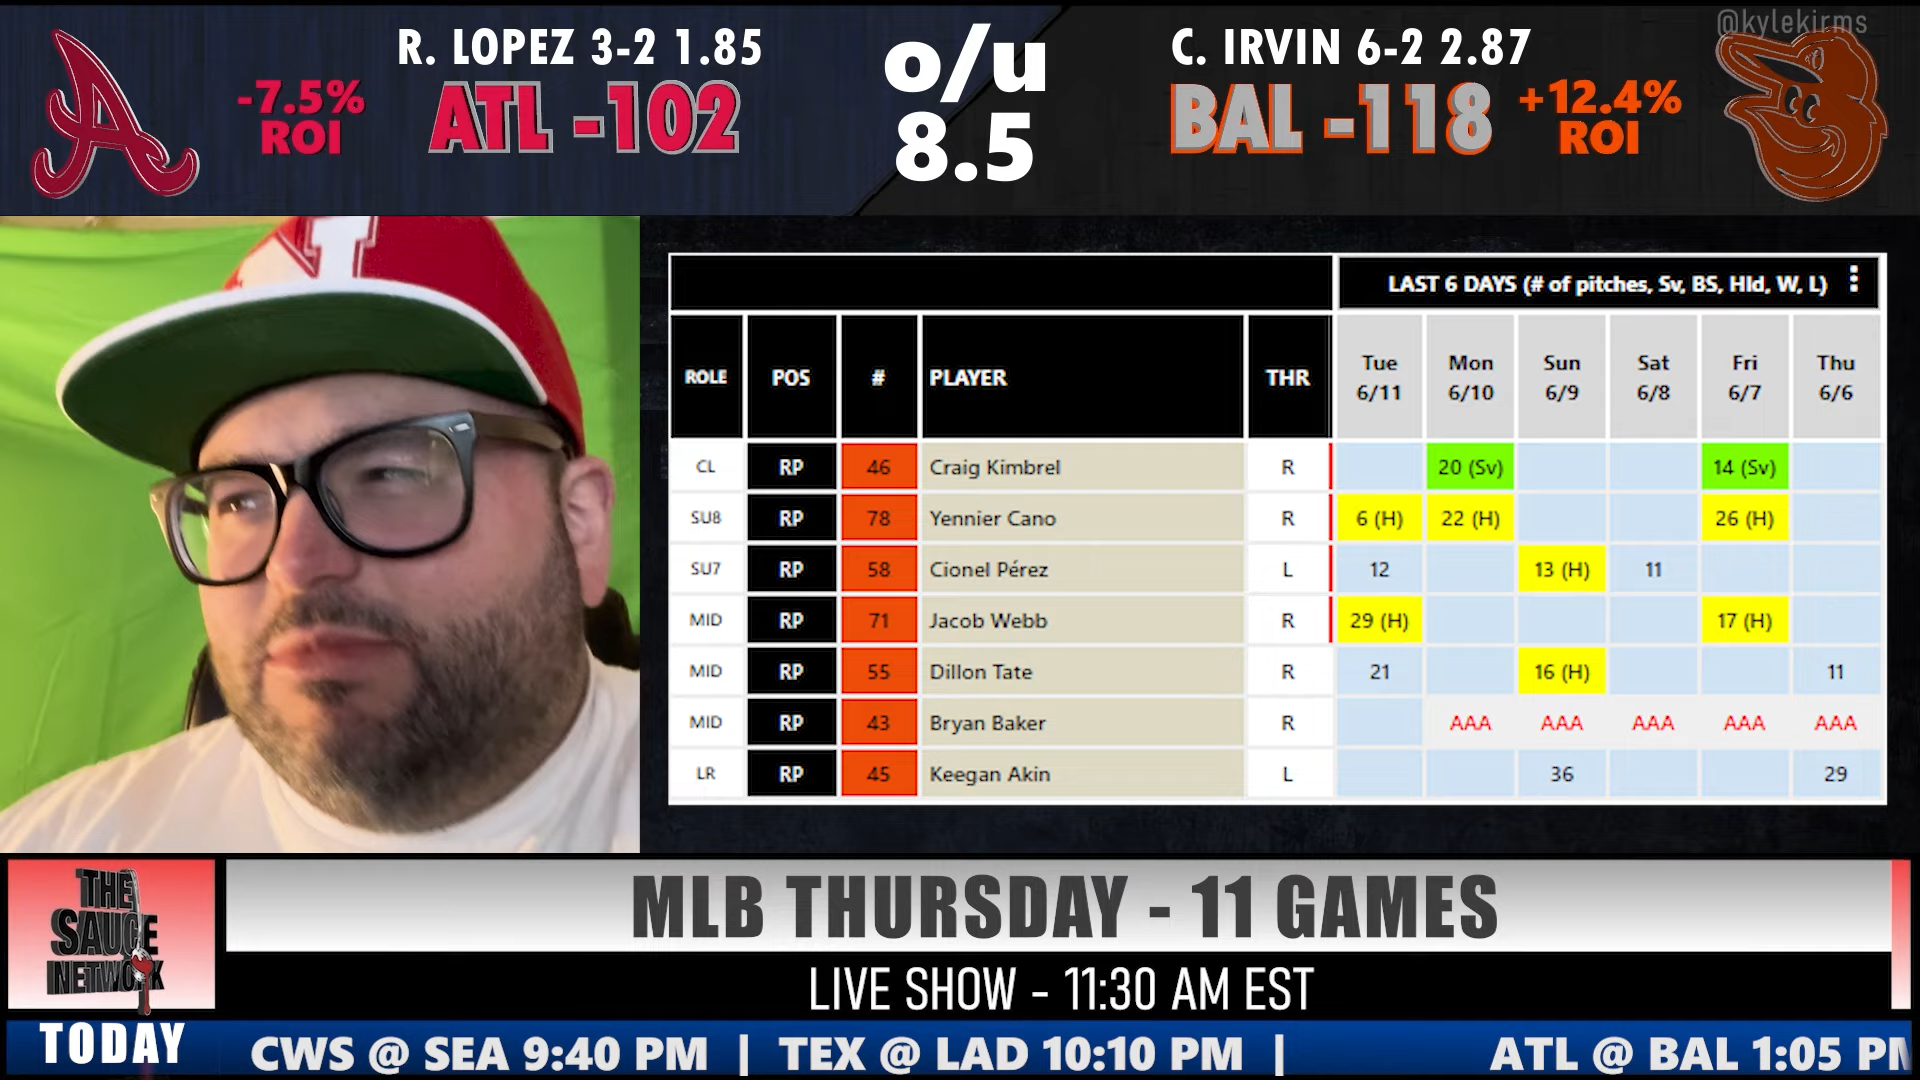 @kylekirms
R. LOPEZ 3-2 1.85
-7.5% ROI
ATL -102
o/u
8.5
C. IRVIN 6-2 2.87
BAL -118
+12.4% ROI
LAST 6 DAYS (# of pitches, Sv, BS, Hld, W, L)
ROLE POS # PLAYER THR Tue 6/11 Mon 6/10 Sun 6/9 Sat 6/8 Fri 6/7 Thu 6/6
CL RP 46 Craig Kimbrel R 20 (Sv) 14 (Sv)
SU8 RP 78 Yennier Cano R 6 (H) 22 (H) 26 (H)
SU7 RP 58 Cionel Pérez L 12 13 (H) 11
MID RP 71 Jacob Webb R 29 (H) 17 (H)
MID RP 55 Dillon Tate R 21 16 (H) 11
MID RP 43 Bryan Baker R AAA AAA AAA AAA AAA
LR RP 45 Keegan Akin L 36 29
THE SAUCE NETWORK
MLB THURSDAY - 11 GAMES
LIVE SHOW - 11:30 AM EST
TODAY
CWS @ SEA 9:40 PM | TEX @ LAD 10:10 PM | ATL @ BAL 1:05 PM